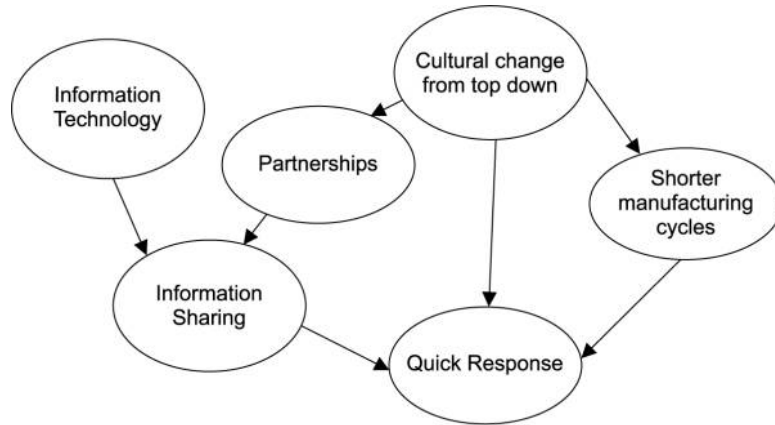 Cultural change
from top down
Information
Technology
Partnerships
Shorter
manufacturing
cycles
Information
Sharing
Quick Response